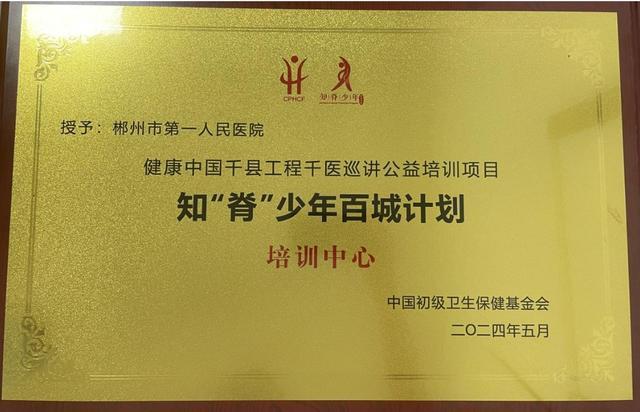 CPHCF
知脊少年
授予：郴州市第一人民医院
健康中国千县工程千医巡讲公益培训项目
知“脊”少年百城计划
培训中心
中国初级卫生保健基金会
二〇二四年五月